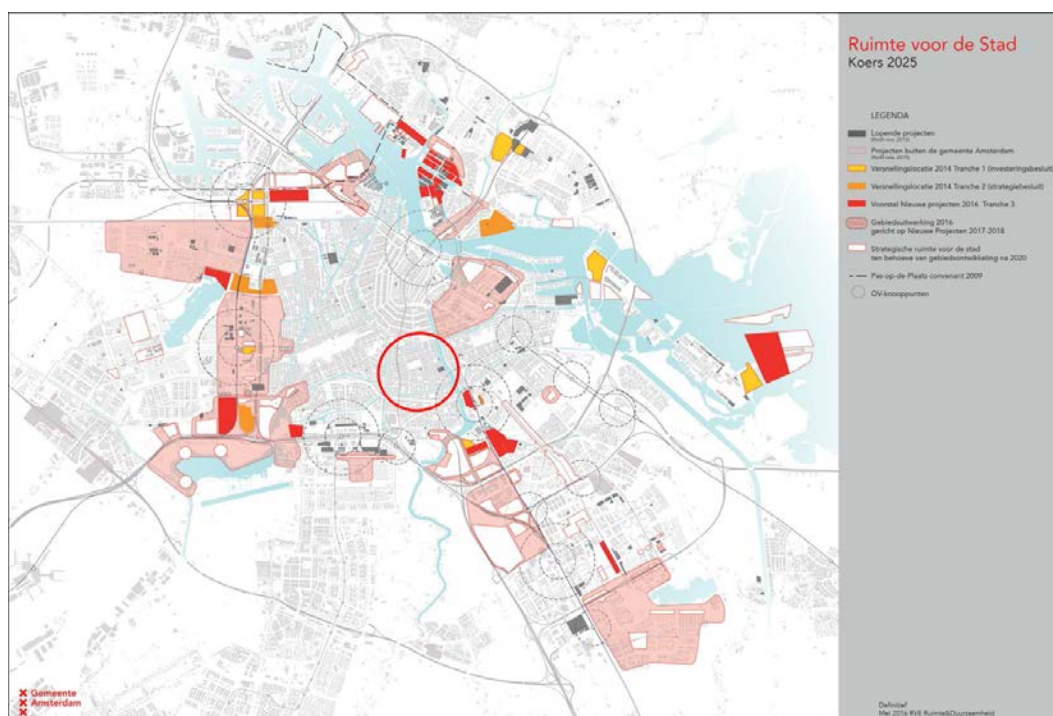 Ruimte voor de Stad
Koers 2025
LEGENDA
Lopende projecten
Projecten buiten de gemeente Amsterdam
Versnellingslocatie 2014 Tranche 1 (investeringsbesluit)
Versnellingslocatie 2014 Tranche 2 (strategiebesluit)
Voorstel Nieuwe projecten 2016 Tranche 3
Gebiedsuitwerking 2016
gericht op Nieuwe Projecten 2017-2018
Strategische ruimte voor de stad
ten behoeve van gebiedsontwikkeling na 2020
Pas-op-de-Plaats convenant 2009
OV-knooppunten
Gemeente
Amsterdam
Definitief
Mei 2016 RVE Ruimte&Duurzaamheid